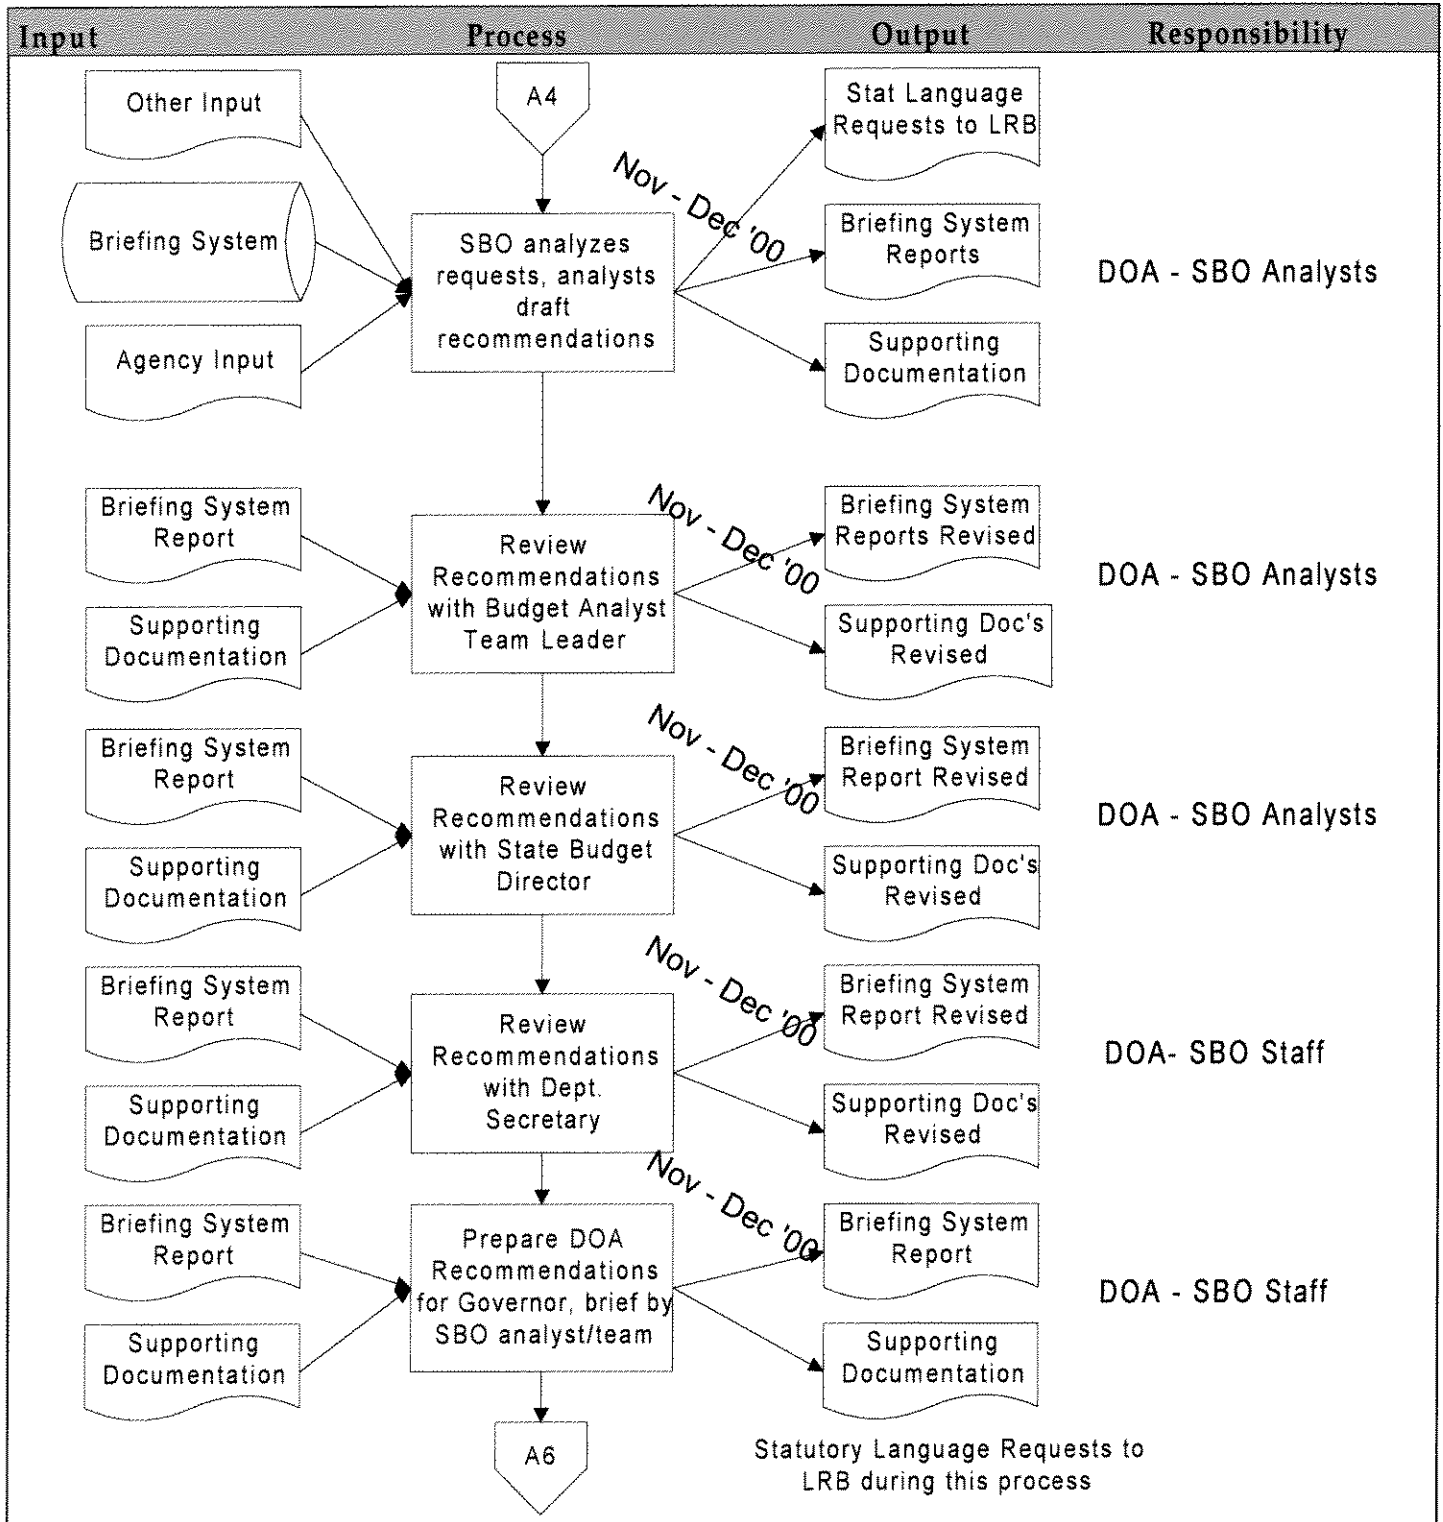 Input Process Output Responsibility
Other Input
A4
Stat Language
Requests to LRB
Nov - Dec '00
Briefing System
SBO analyzes
requests, analysts
draft
recommendations
Briefing System
Reports
DOA - SBO Analysts
Agency Input
Supporting
Documentation
Briefing System
Report
Nov - Dec '00
Briefing System
Reports Revised
Review
Recommendations
with Budget Analyst
Team Leader
DOA - SBO Analysts
Supporting
Documentation
Supporting Doc's
Revised
Briefing System
Report
Nov - Dec '00
Briefing System
Report Revised
Review
Recommendations
with State Budget
Director
DOA - SBO Analysts
Supporting
Documentation
Supporting Doc's
Revised
Briefing System
Report
Nov - Dec '00
Briefing System
Report Revised
Review
Recommendations
with Dept.
Secretary
DOA- SBO Staff
Supporting
Documentation
Supporting Doc's
Revised
Briefing System
Report
Nov - Dec '00
Briefing System
Report
Prepare DOA
Recommendations
for Governor, brief by
SBO analyst/team
DOA - SBO Staff
Supporting
Documentation
Supporting
Documentation
A6
Statutory Language Requests to
LRB during this process